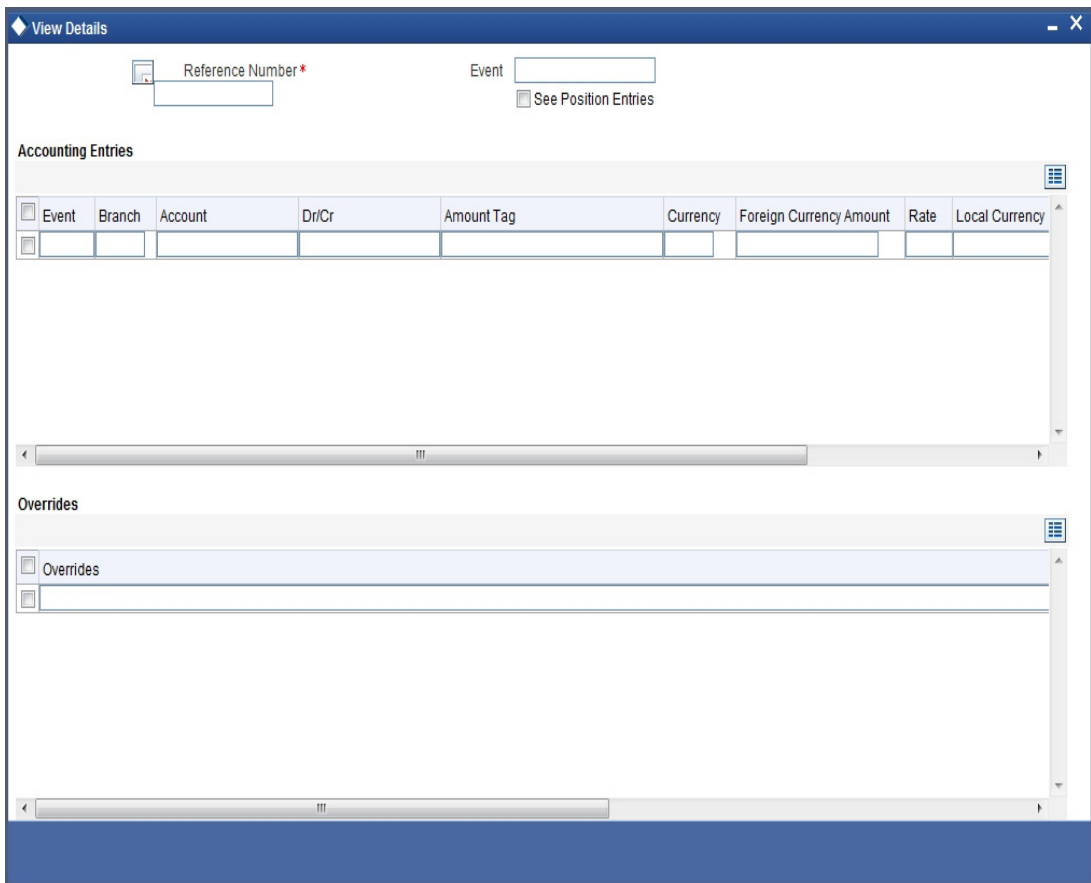 View Details
Reference Number * Event
See Position Entries
Accounting Entries
Event Branch Account Dr/Cr Amount Tag Currency Foreign Currency Amount Rate Local Currency
Overrides
Overrides